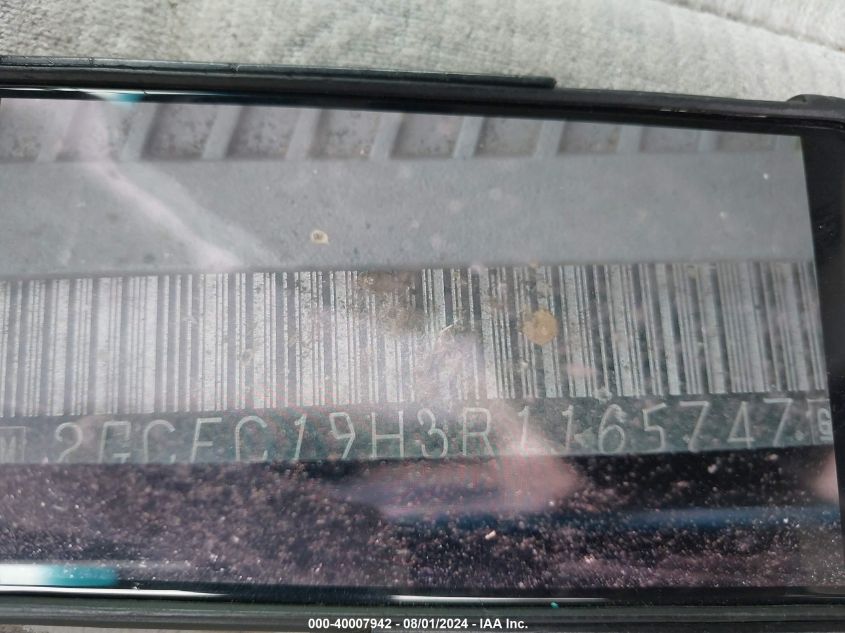 M 2GCEC19H3R1165747
000-40007942 - 08/01/2024 - IAA Inc.